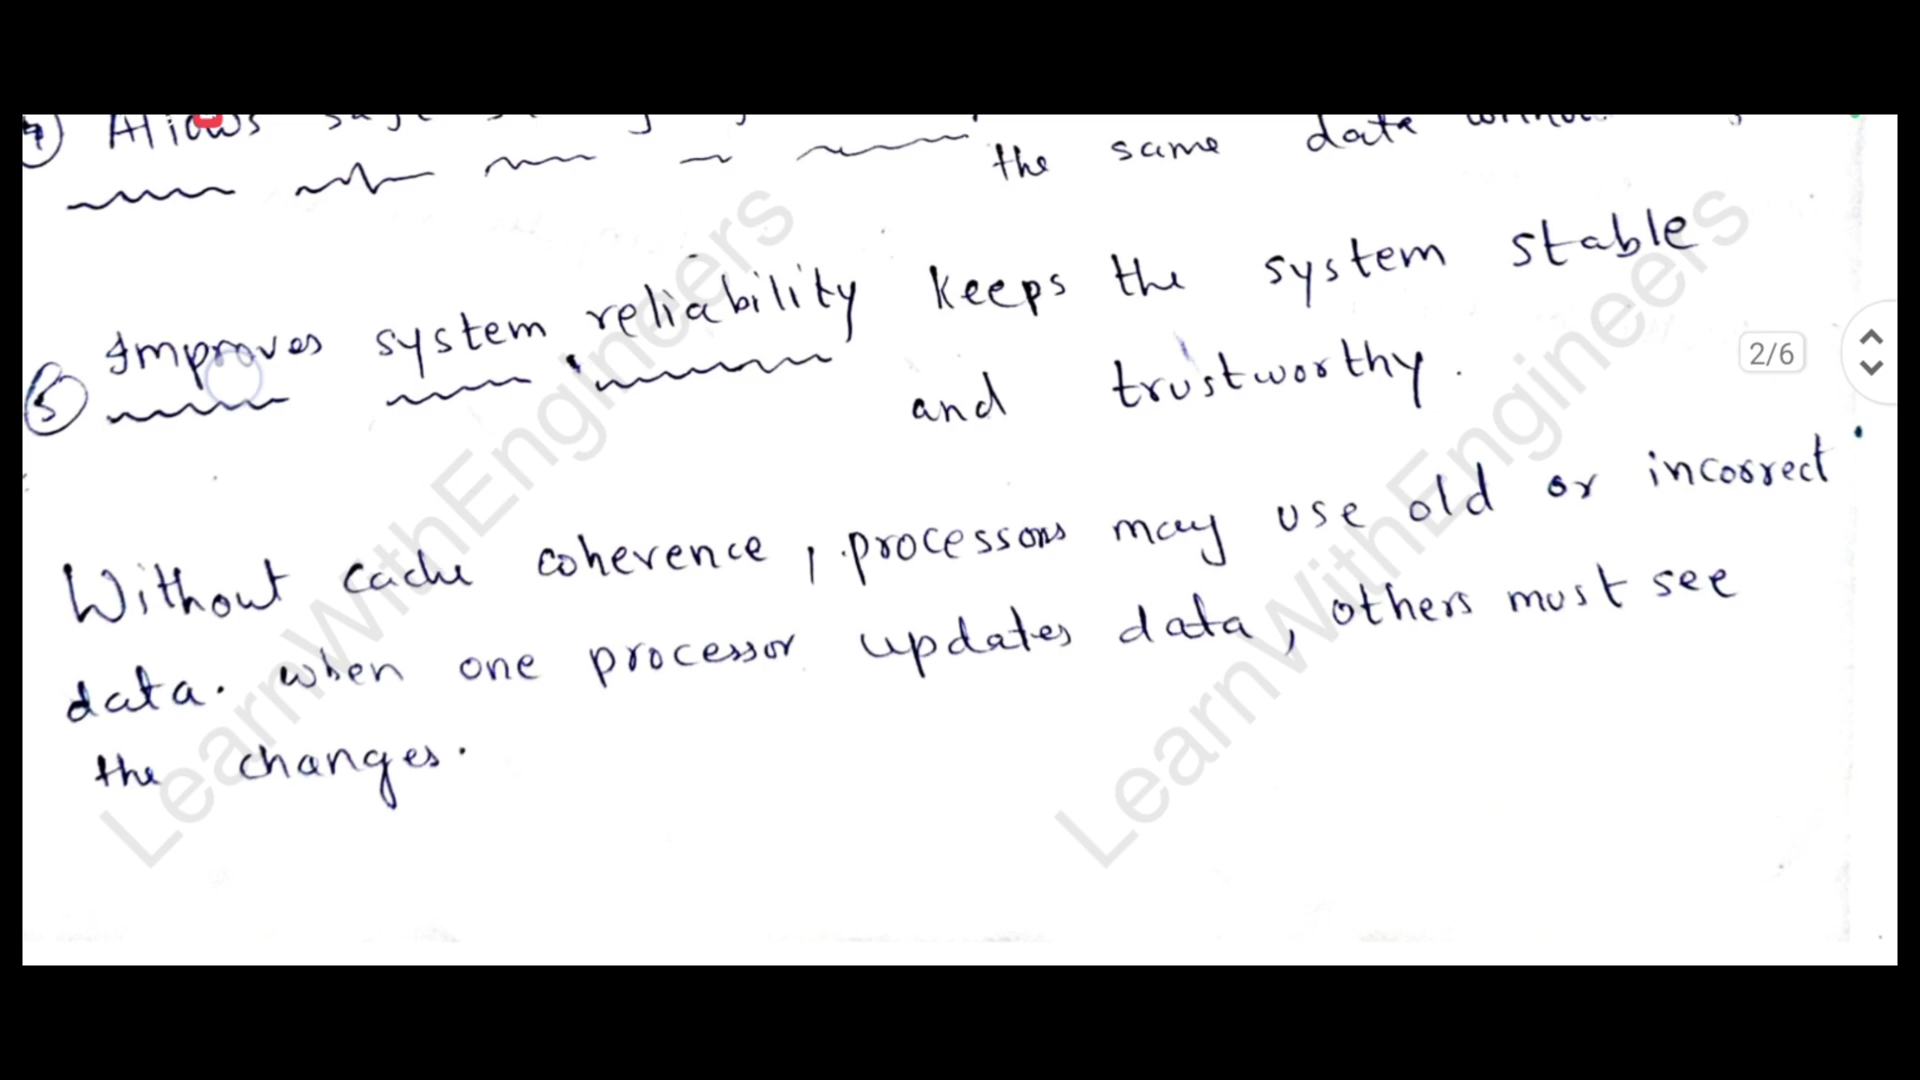 4) Allows
the same data
5) Improves system reliability keeps the system stable
and trustworthy.
Without cache coherence, processors may use old or incorrect
data. when one processor updates data, others must see
the changes.
2/6
LearnWithEngineers
LearnWithEngineers